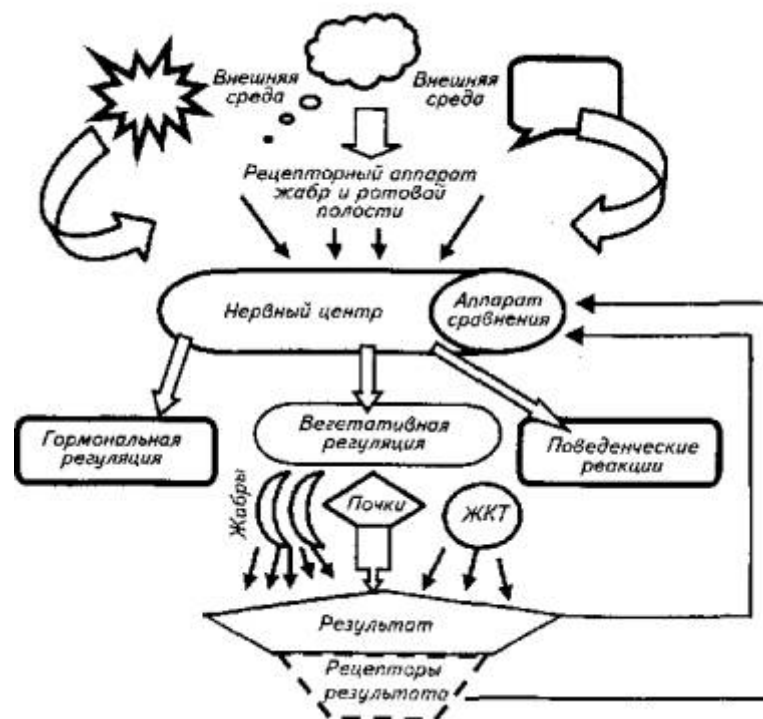 Внешняя
среда
Внешняя
среда
Рецепторный аппарат
жабр и ротовой
полости
Нервный центр
Аппарат
сравнения
Гормональная
регуляция
Вегетативная
регуляция
Поведенческие
реакции
Жабры
Почки
ЖКТ
Результат
Рецепторы
результата